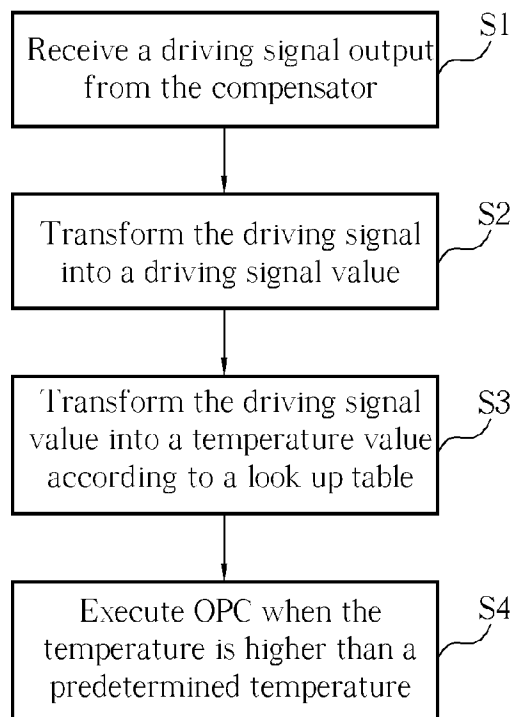 Receive a driving signal output
from the compensator
S1
Transform the driving signal
into a driving signal value
S2
Transform the driving signal
value into a temperature value
according to a look up table
S3
Execute OPC when the
temperature is higher than a
predetermined temperature
S4